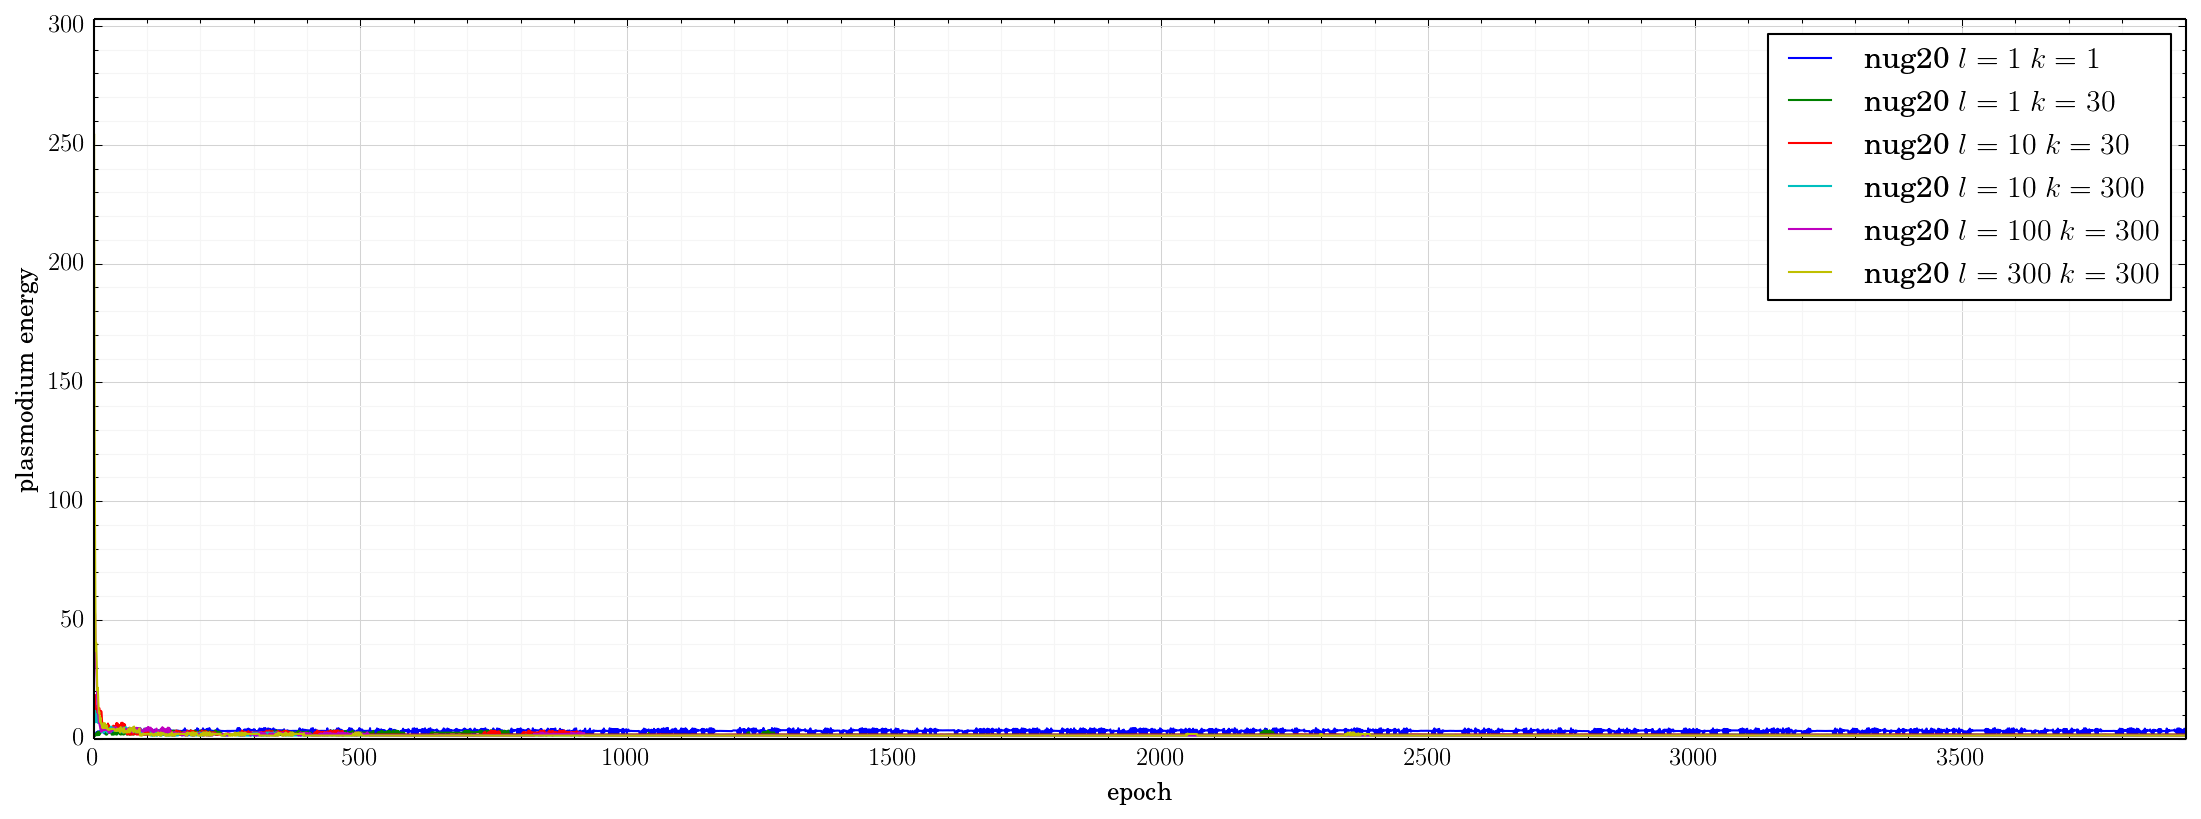 300
250
200
150
100
50
0
plasmodium energy
nug20 l = 1 k = 1
nug20 l = 1 k = 30
nug20 l = 10 k = 30
nug20 l = 10 k = 300
nug20 l = 100 k = 300
nug20 l = 300 k = 300
0 500 1000 1500 2000 2500 3000 3500
epoch